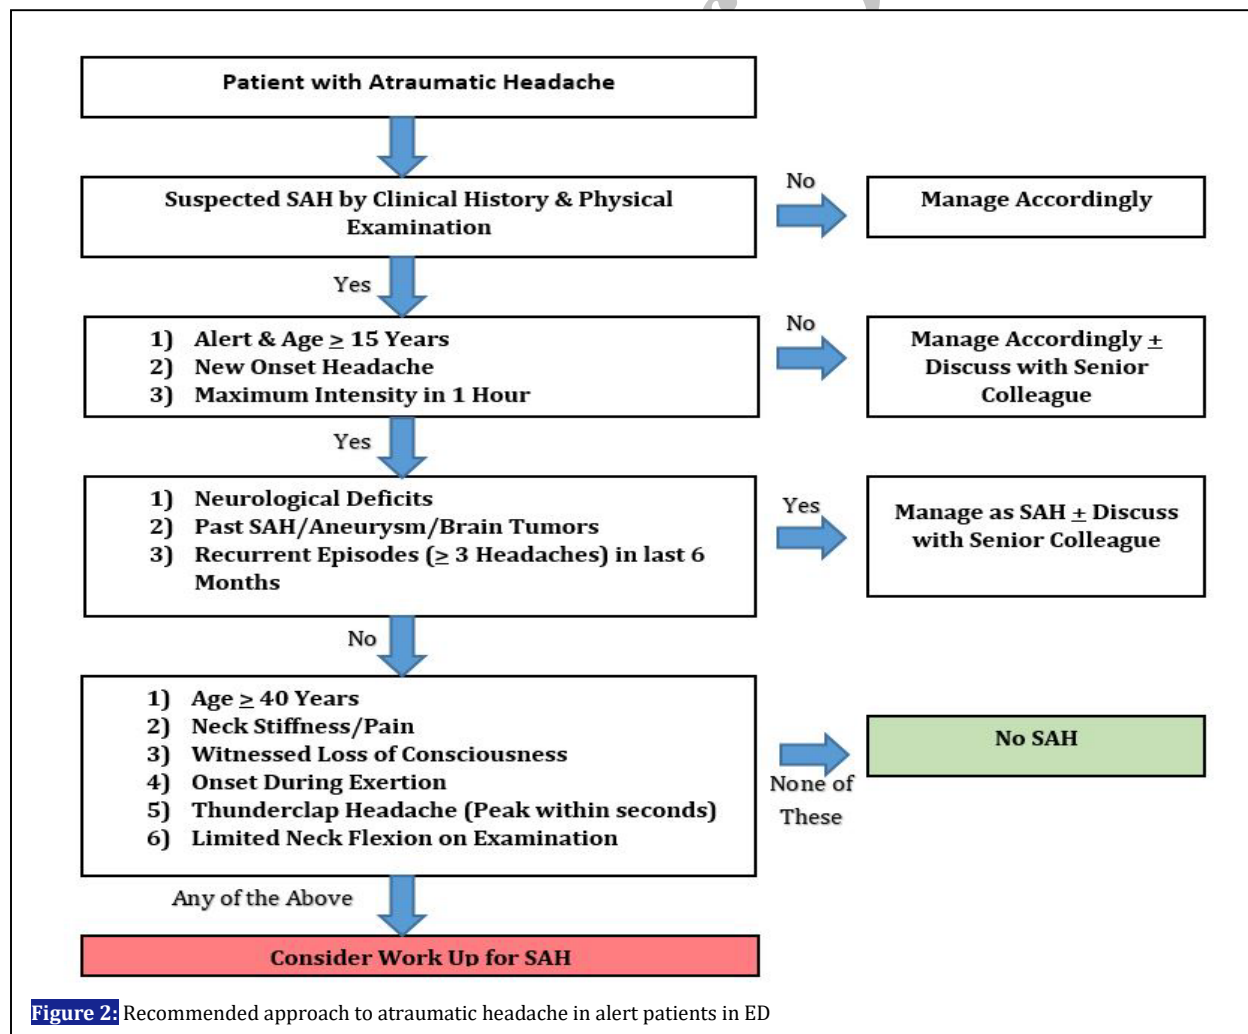 Patient with Atraumatic Headache
Suspected SAH by Clinical History & Physical
Examination
No
Manage Accordingly
Yes
1) Alert & Age ≥ 15 Years
2) New Onset Headache
3) Maximum Intensity in 1 Hour
No
Manage Accordingly ±
Discuss with Senior
Colleague
Yes
1) Neurological Deficits
2) Past SAH/Aneurysm/Brain Tumors
3) Recurrent Episodes (≥ 3 Headaches) in last 6
Months
Yes
Manage as SAH ± Discuss
with Senior Colleague
No
1) Age ≥ 40 Years
2) Neck Stiffness/Pain
3) Witnessed Loss of Consciousness
4) Onset During Exertion
5) Thunderclap Headache (Peak within seconds)
6) Limited Neck Flexion on Examination
None of
These
No SAH
Any of the Above
Consider Work Up for SAH
Figure 2: Recommended approach to atraumatic headache in alert patients in ED